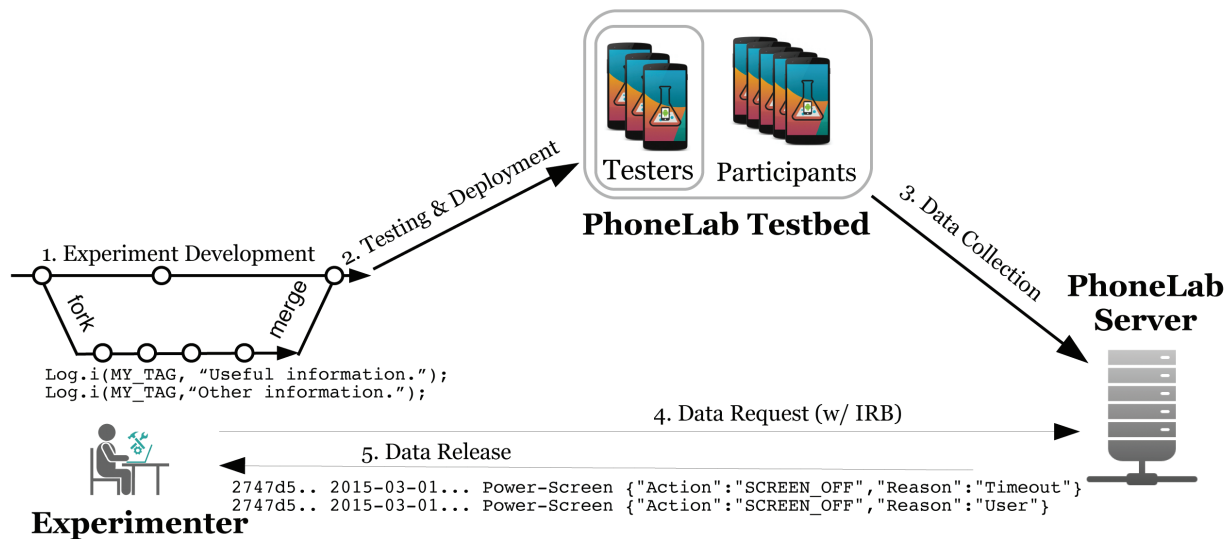 Testers
Participants
PhoneLab Testbed
1. Experiment Development
2. Testing & Deployment
3. Data Collection
fork
merge
Log.i(MY_TAG, “Useful information.”);
Log.i(MY_TAG,“Other information.”);
PhoneLab
Server
4. Data Request (w/ IRB)
5. Data Release
2747d5.. 2015-03-01... Power-Screen {"Action":"SCREEN_OFF","Reason":"Timeout"}
2747d5.. 2015-03-01... Power-Screen {"Action":"SCREEN_OFF","Reason":"User"}
Experimenter